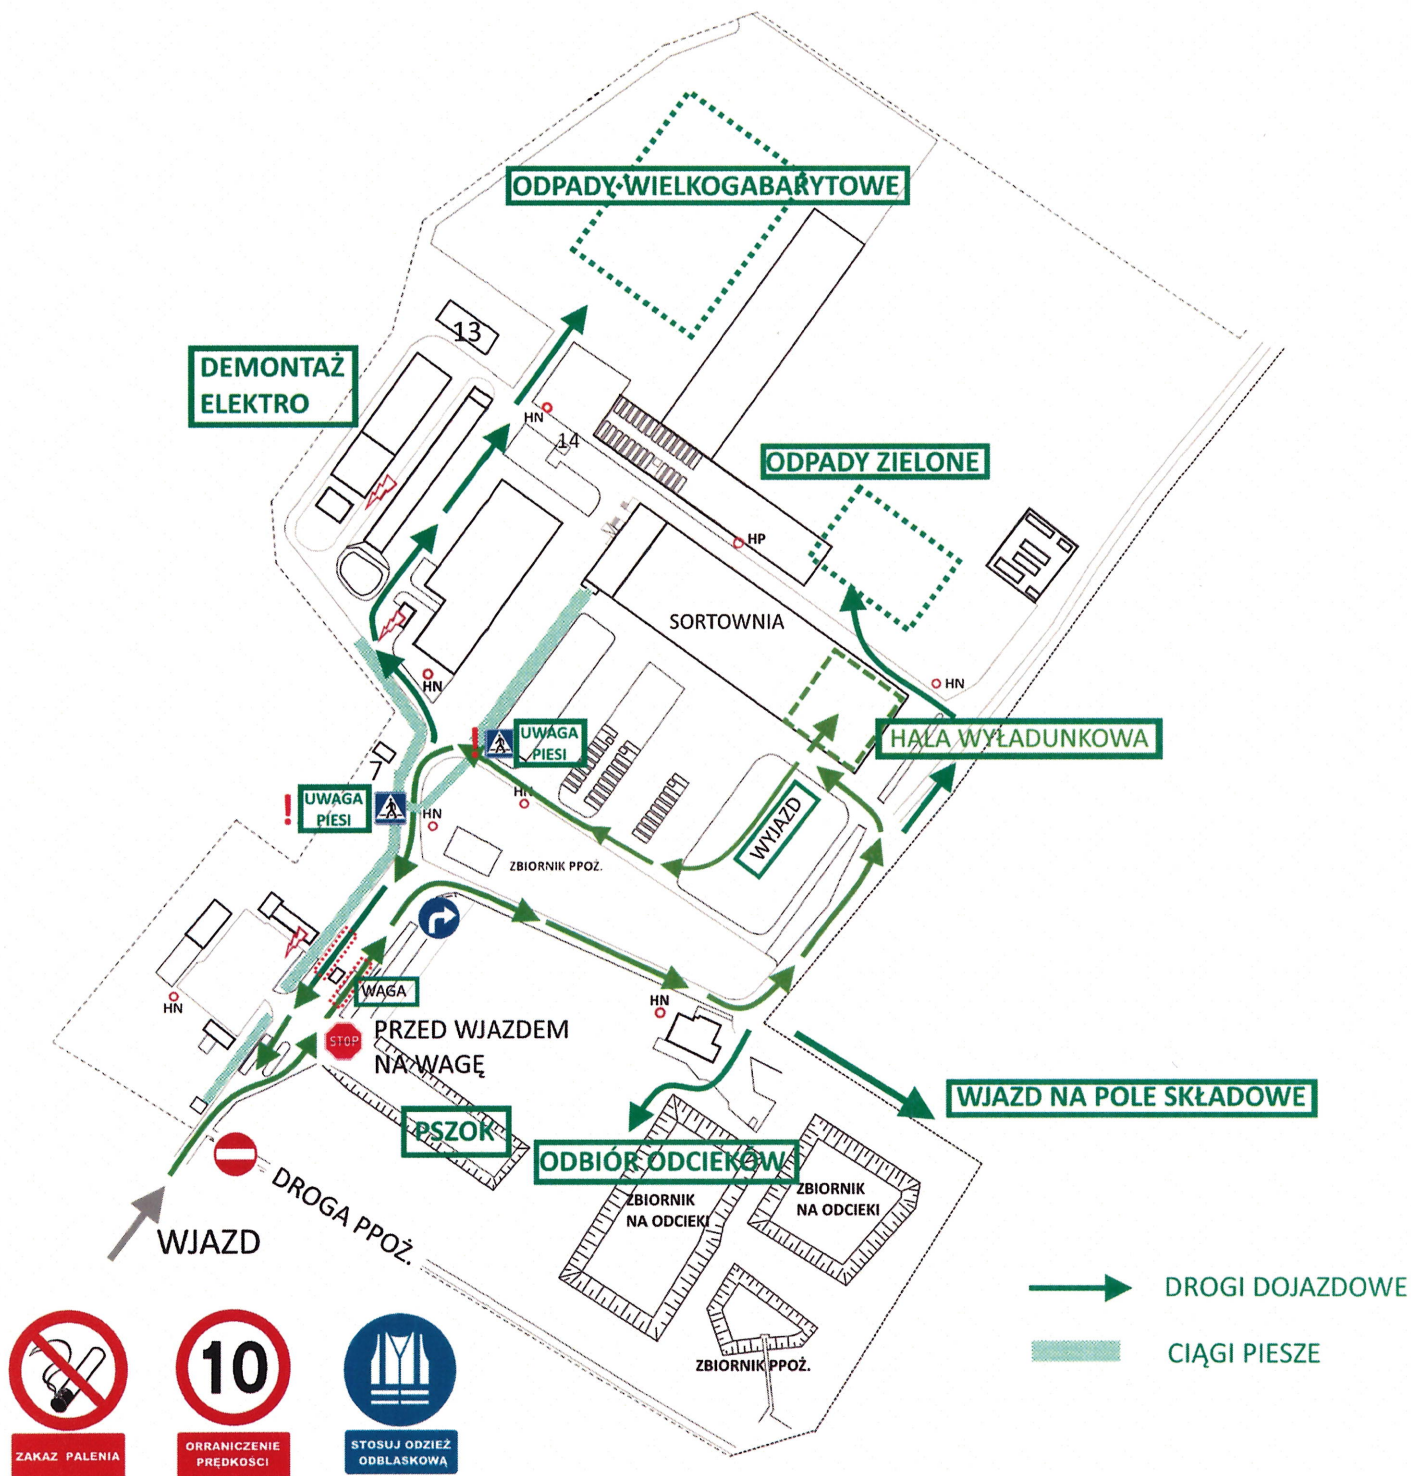 ODPADY WIELKOGABARYTOWE
13
DEMONTAŻ
ELEKTRO
HN
14
ODPADY ZIELONE
HP
SORTOWNIA
HN
HN
UWAGA
PIESI
HALA WYŁADUNKOWA
7
!
!
UWAGA
PIESI
HN
HN
WYJAZD
ZBIORNIK PPOŻ.
WAGA
HN
HN
STOP
PRZED WJAZDEM
NA WAGĘ
WJAZD NA POLE SKŁADOWE
PSZOK
ODBIÓR ODCIEKÓW
ZBIORNIK
NA ODCIEKI
ZBIORNIK
NA ODCIEKI
DROGA PPOŻ.
WJAZD
DROGI DOJAZDOWE
CIĄGI PIESZE
ZBIORNIK PPOŻ.
10
ZAKAZ PALENIA
ORRANICZENIE
PRĘDKOSCI
STOSUJ ODZIEŻ
ODBLASKOWĄ